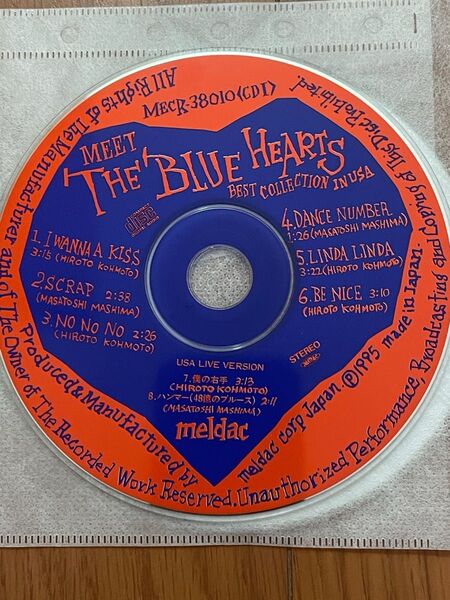 MECR-38010<CD1>
MEET
THE BLUE HEARTS
BEST COLLECTION IN USA
1. I WANNA A KISS
3:15 (HIROTO KOHMOTO)
2. SCRAP 2:38
(MASATOSHI MASHIMA)
3. NO NO NO 2:26
(HIROTO KOHMOTO)
4. DANCE NUMBER
1:26 (MASATOSHI MASHIMA)
5. LINDA LINDA
3:22 (HIROTO KOHMOTO)
6. BE NICE 3:10
(HIROTO KOHMOTO)
USA LIVE VERSION
7. 僕の右手 3:13
(HIROTO KOHMOTO)
8. ハンマー(48億のブルース) 2:11
(MASATOSHI MASHIMA)
STEREO
meldac
Produced & Manufactured by meldac corp Japan. ℗©1995 made in Japan.
All Rights of The Manufacturer and of The Owner of The Recorded Work Reserved. Unauthorized Performance, Broadcasting and Copying of This Disc Prohibited.